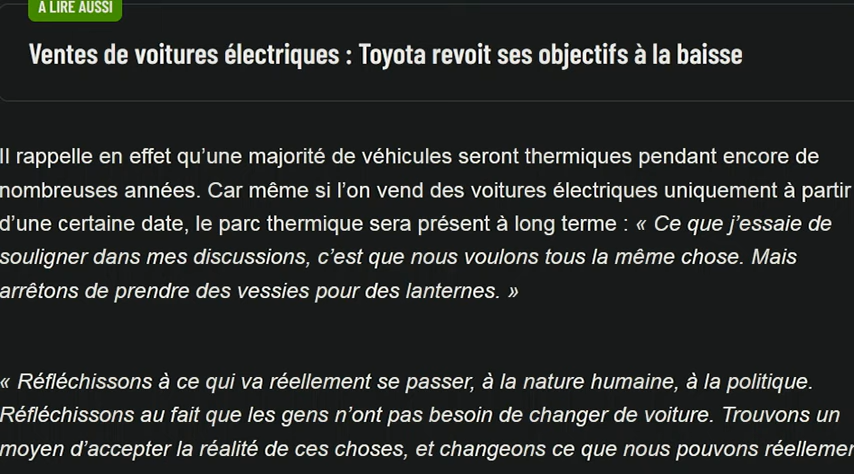 À LIRE AUSSI
Ventes de voitures électriques : Toyota revoit ses objectifs à la baisse
Il rappelle en effet qu’une majorité de véhicules seront thermiques pendant encore de
nombreuses années. Car même si l’on vend des voitures électriques uniquement à partir
d’une certaine date, le parc thermique sera présent à long terme : « Ce que j’essaie de
souligner dans mes discussions, c’est que nous voulons tous la même chose. Mais
arrêtons de prendre des vessies pour des lanternes. »
« Réfléchissons à ce qui va réellement se passer, à la nature humaine, à la politique.
Réfléchissons au fait que les gens n’ont pas besoin de changer de voiture. Trouvons un
moyen d’accepter la réalité de ces choses, et changeons ce que nous pouvons